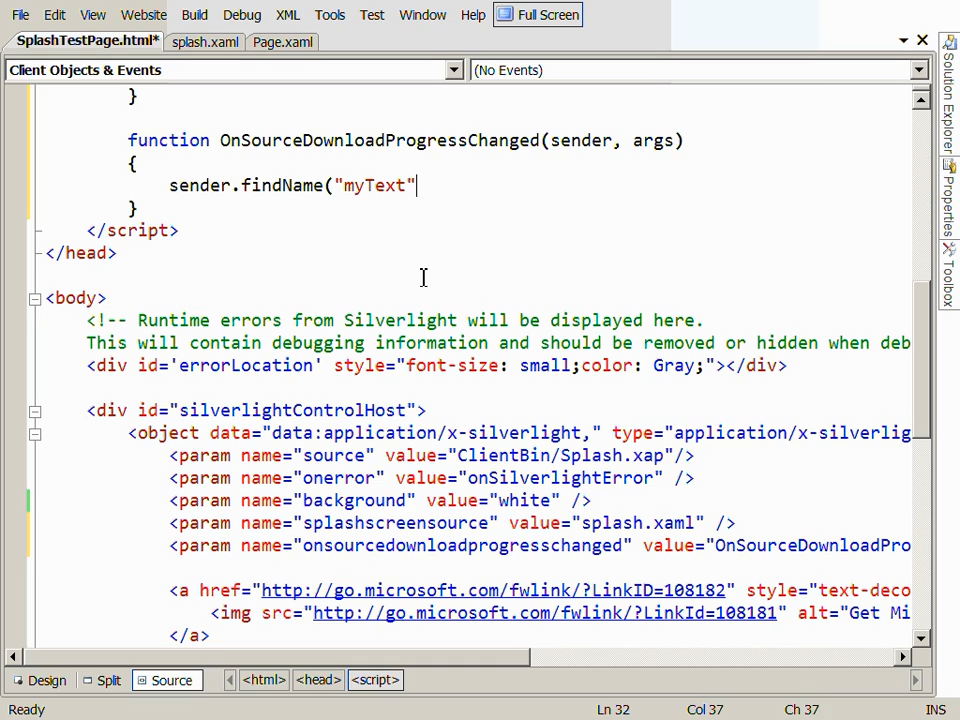 File Edit View Website Build Debug XML Tools Test Window Help Full Screen
SplashTestPage.html* splash.xaml Page.xaml
Client Objects & Events (No Events)
}
function OnSourceDownloadProgressChanged(sender, args)
{
sender.findName("myText"
}
</script>
</head>
<body>
<!-- Runtime errors from Silverlight will be displayed here.
This will contain debugging information and should be removed or hidden when deb
<div id='errorLocation' style="font-size: small;color: Gray;"></div>
<div id="silverlightControlHost">
<object data="data:application/x-silverlight," type="application/x-silverlig
<param name="source" value="ClientBin/Splash.xap"/>
<param name="onerror" value="onSilverlightError" />
<param name="background" value="white" />
<param name="splashscreensource" value="splash.xaml" />
<param name="onsourcedownloadprogresschanged" value="OnSourceDownloadPro
<a href="http://go.microsoft.com/fwlink/?LinkID=108182" style="text-deco
<img src="http://go.microsoft.com/fwlink/?LinkId=108181" alt="Get Mi
</a>
Design Split Source <html> <head> <script>
Ready Ln 32 Col 37 Ch 37 INS
Solution Explorer
Properties
Toolbox